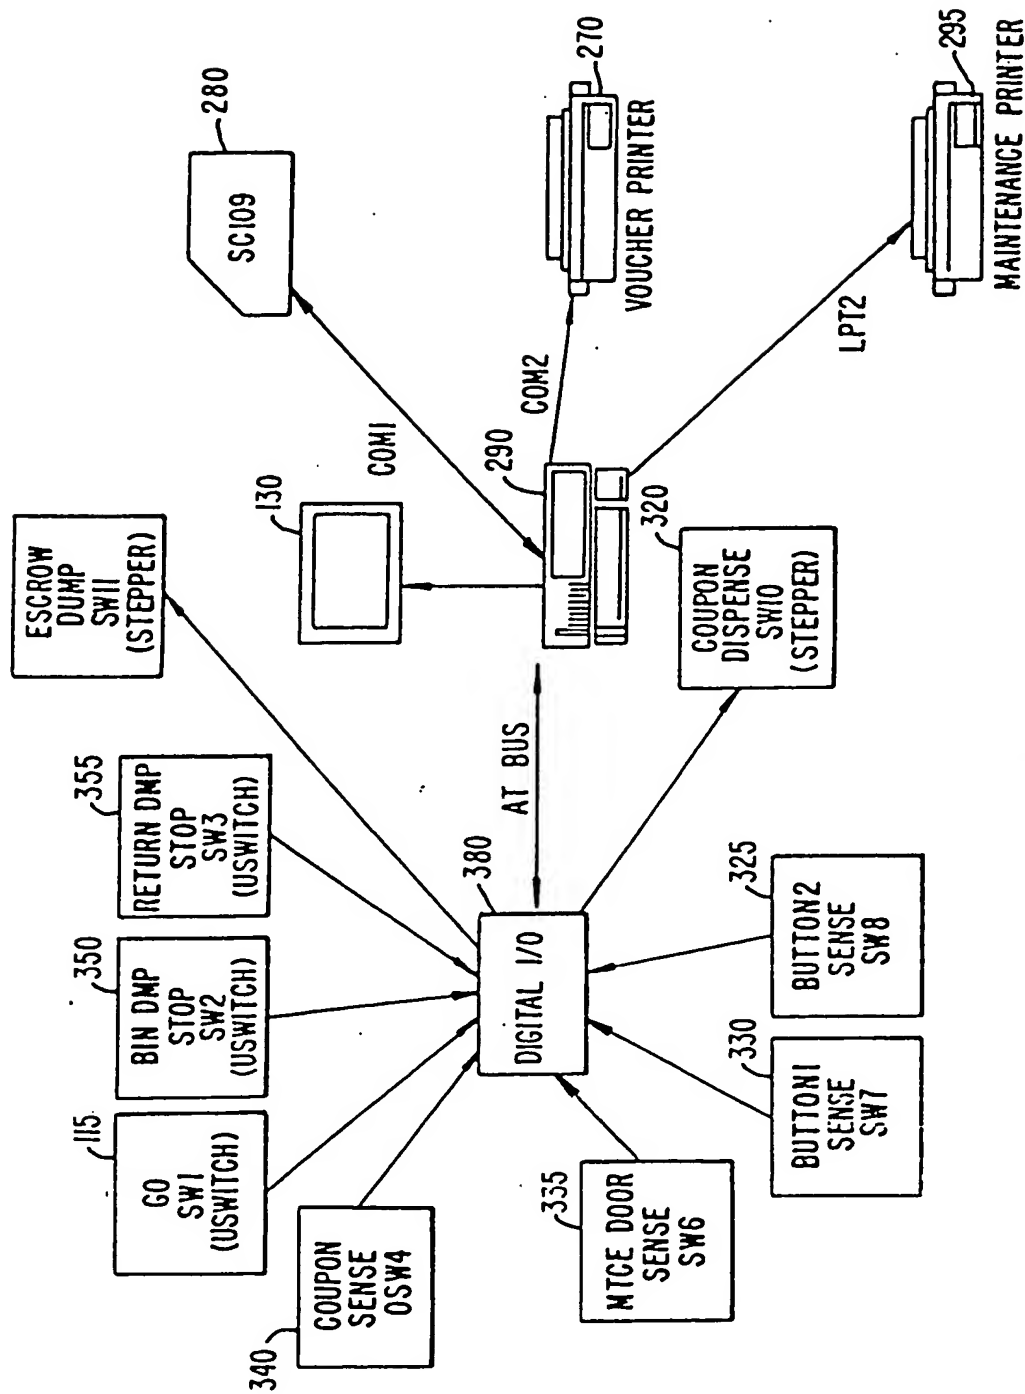 340
COUPON
SENSE
OSW4
115
GO
SW1
(USWITCH)
350
BIN DMP
STOP
SW2
(USWITCH)
355
RETURN DMP
STOP
SW3
(USWITCH)
ESCROW
DUMP
SW11
(STEPPER)
130
280
SC109
COM1
335
MTCE DOOR
SENSE
SW6
380
DIGITAL I/O
AT BUS
290
COM2
270
VOUCHER PRINTER
330
BUTTON1
SENSE
SW7
325
BUTTON2
SENSE
SW8
320
COUPON
DISPENSE
SW10
(STEPPER)
LPT2
295
MAINTENANCE PRINTER